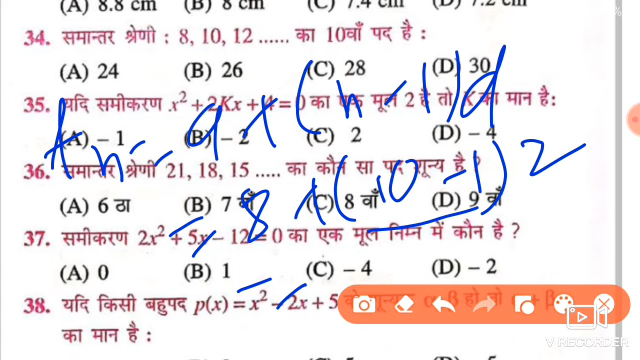 (A) 8.8 cm (B) 8 cm (C) 7.4 cm (D) 7.2 cm
34. समान्तर श्रेणी : 8, 10, 12 ...... का 10वाँ पद है :
(A) 24 (B) 26 (C) 28 (D) 30
35. यदि समीकरण x² + 2Kx + 4 = 0 का एक मूल 2 है तो K का मान है:
tn = a + (n-1)d
(A) – 1 (B) – 2 (C) 2 (D) – 4
36. समान्तर श्रेणी 21, 18, 15 ..... का कौन सा पद शून्य है ?
= 8 + (10-1)2
(A) 6 ठा (B) 7 वाँ (C) 8 वाँ (D) 9 वाँ
37. समीकरण 2x² + 5x – 12 = 0 का एक मूल निम्न में कौन है ?
=
(A) 0 (B) 1 (C) – 4 (D) – 2
=
38. यदि किसी बहुपद p(x) = x² – 2x + 5 β हो तो + β
का मान है :
V RECORDER